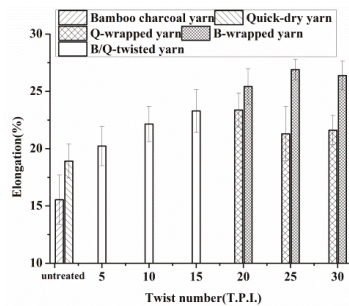 Bamboo charcoal yarn
Quick-dry yarn
Q-wrapped yarn
B-wrapped yarn
B/Q-twisted yarn
Elongation(%)
30
25
20
15
10
untreated 5 10 15 20 25 30
Twist number(T.P.I.)